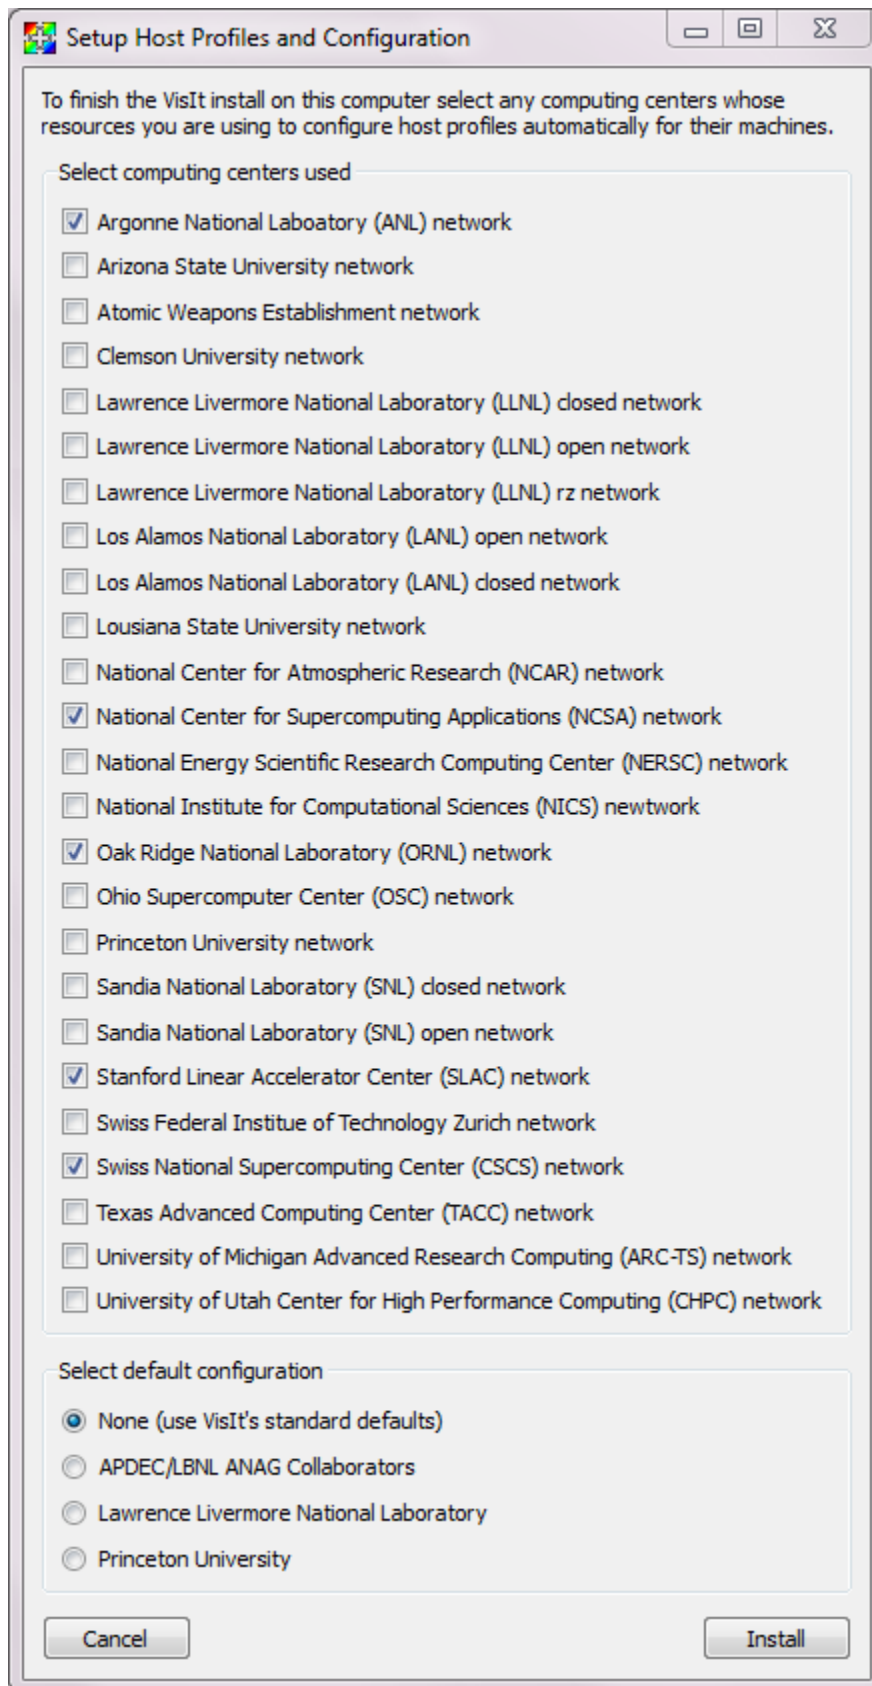 Setup Host Profiles and Configuration
To finish the VisIt install on this computer select any computing centers whose
resources you are using to configure host profiles automatically for their machines.
Select computing centers used
Argonne National Laboatory (ANL) network
Arizona State University network
Atomic Weapons Establishment network
Clemson University network
Lawrence Livermore National Laboratory (LLNL) closed network
Lawrence Livermore National Laboratory (LLNL) open network
Lawrence Livermore National Laboratory (LLNL) rz network
Los Alamos National Laboratory (LANL) open network
Los Alamos National Laboratory (LANL) closed network
Lousiana State University network
National Center for Atmospheric Research (NCAR) network
National Center for Supercomputing Applications (NCSA) network
National Energy Scientific Research Computing Center (NERSC) network
National Institute for Computational Sciences (NICS) newtwork
Oak Ridge National Laboratory (ORNL) network
Ohio Supercomputer Center (OSC) network
Princeton University network
Sandia National Laboratory (SNL) closed network
Sandia National Laboratory (SNL) open network
Stanford Linear Accelerator Center (SLAC) network
Swiss Federal Institue of Technology Zurich network
Swiss National Supercomputing Center (CSCS) network
Texas Advanced Computing Center (TACC) network
University of Michigan Advanced Research Computing (ARC-TS) network
University of Utah Center for High Performance Computing (CHPC) network
Select default configuration
None (use VisIt's standard defaults)
APDEC/LBNL ANAG Collaborators
Lawrence Livermore National Laboratory
Princeton University
Cancel
Install